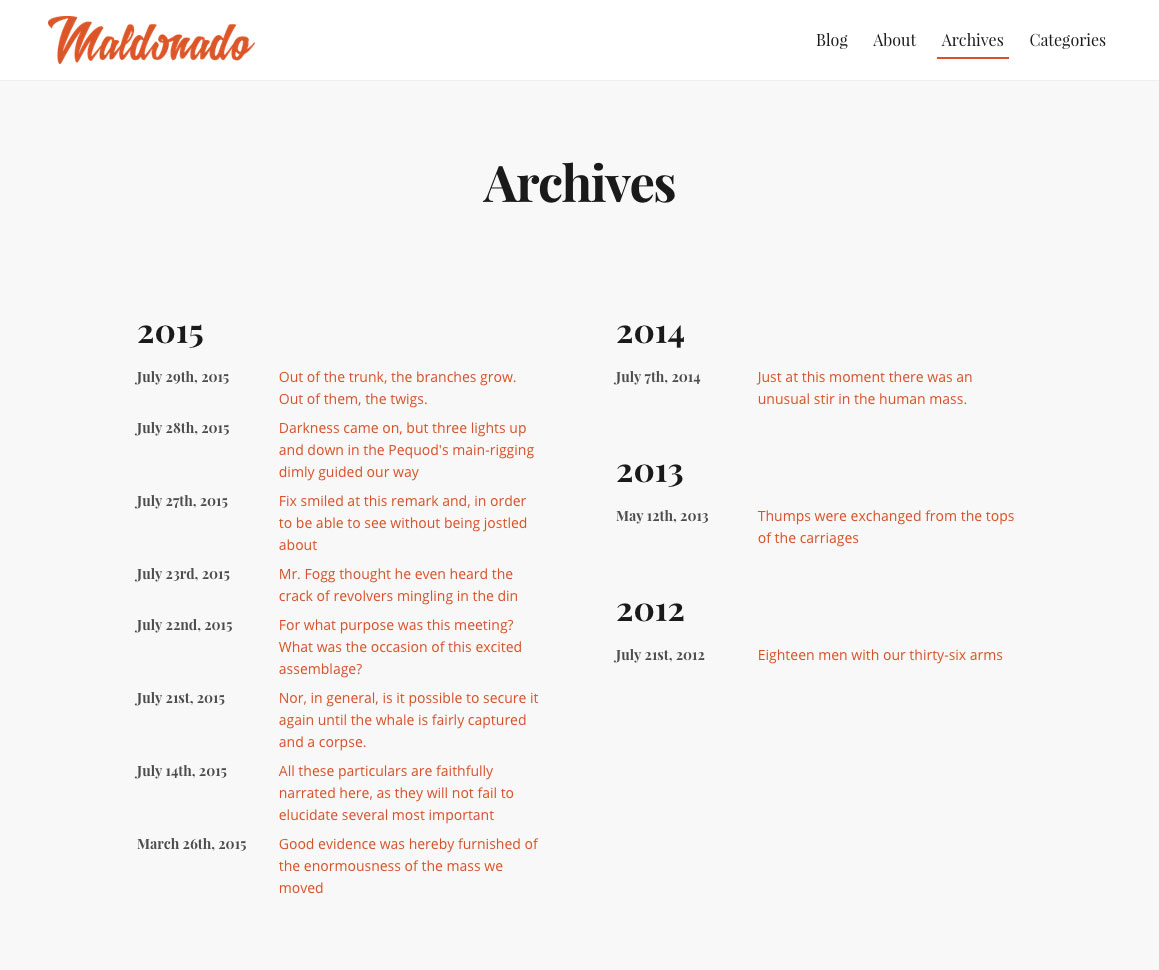 Maldonado
Blog About Archives Categories
Archives
2015
July 29th, 2015 Out of the trunk, the branches grow.
Out of them, the twigs.
July 28th, 2015 Darkness came on, but three lights up
and down in the Pequod's main-rigging
dimly guided our way
July 27th, 2015 Fix smiled at this remark and, in order
to be able to see without being jostled
about
July 23rd, 2015 Mr. Fogg thought he even heard the
crack of revolvers mingling in the din
July 22nd, 2015 For what purpose was this meeting?
What was the occasion of this excited
assemblage?
July 21st, 2015 Nor, in general, is it possible to secure it
again until the whale is fairly captured
and a corpse.
July 14th, 2015 All these particulars are faithfully
narrated here, as they will not fail to
elucidate several most important
March 26th, 2015 Good evidence was hereby furnished of
the enormousness of the mass we
moved
2014
July 7th, 2014 Just at this moment there was an
unusual stir in the human mass.
2013
May 12th, 2013 Thumps were exchanged from the tops
of the carriages
2012
July 21st, 2012 Eighteen men with our thirty-six arms